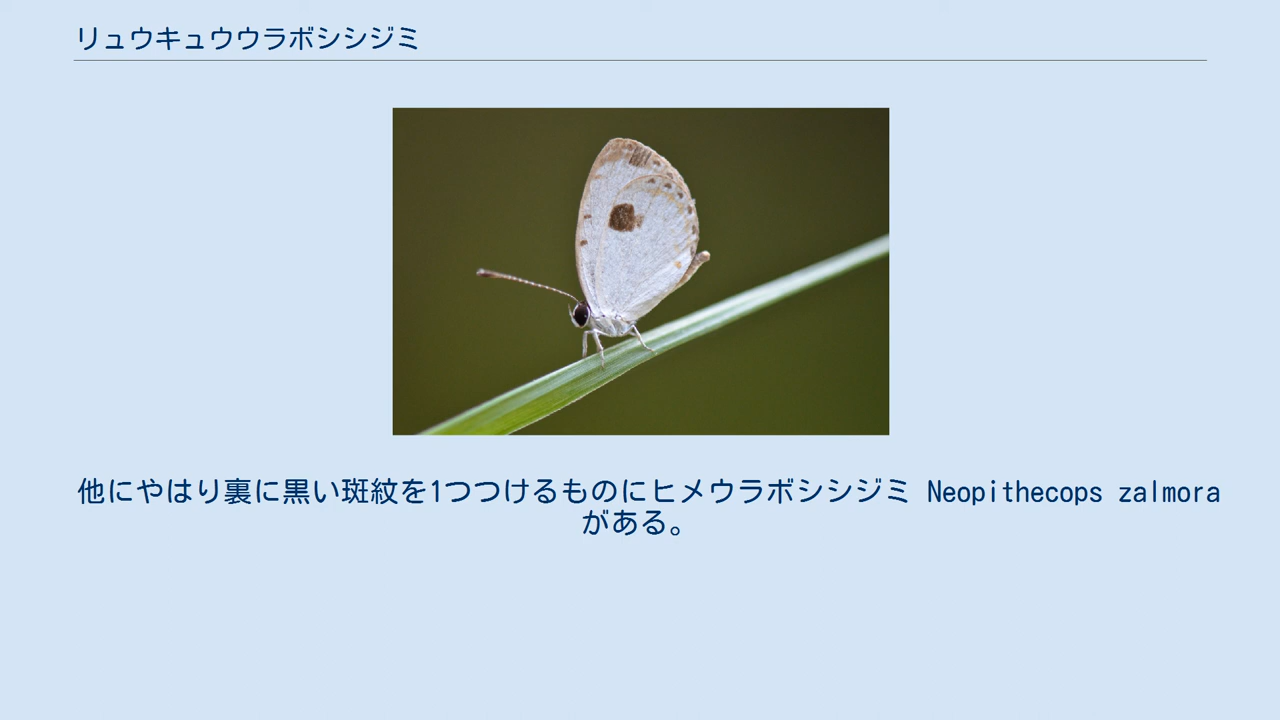 リュウキュウウラボシシジミ
他にやはり裏に黒い斑紋を1つつけるものにヒメウラボシシジミ Neopithecops zalmora
がある。